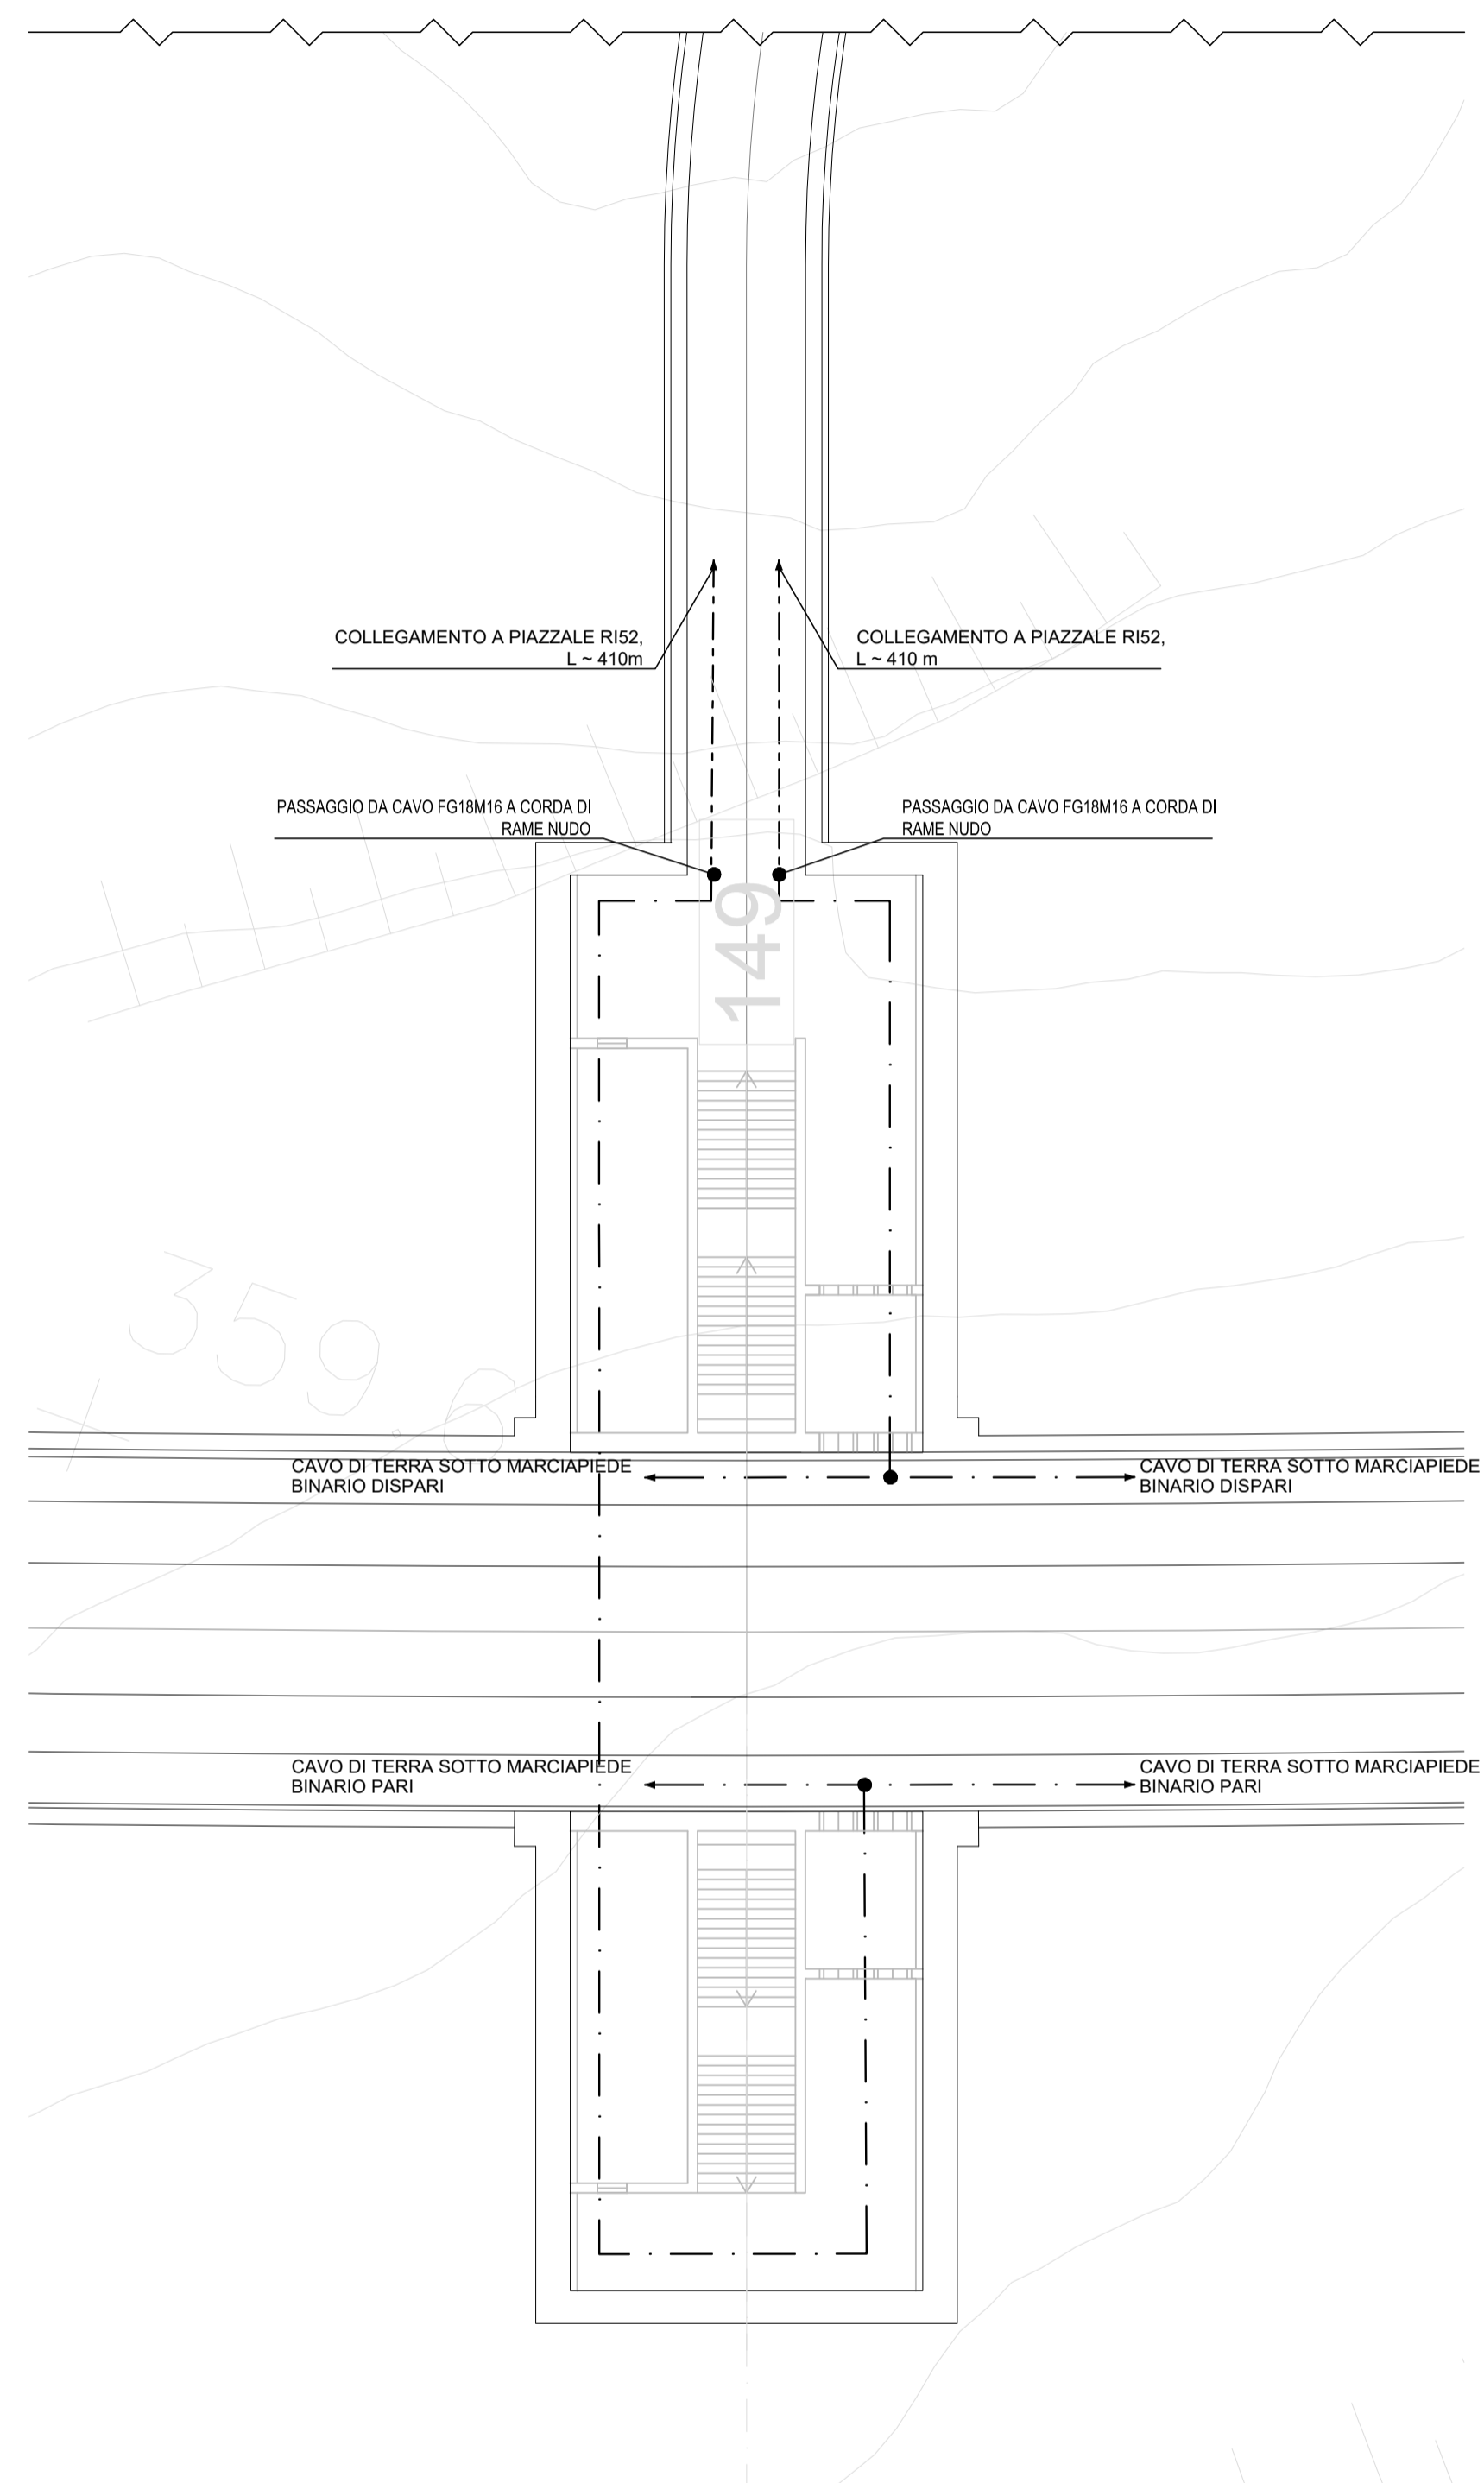 COLLEGAMENTO A PIAZZALE RI52,
L ~ 410m
COLLEGAMENTO A PIAZZALE RI52,
L ~ 410 m
PASSAGGIO DA CAVO FG18M16 A CORDA DI
RAME NUDO
PASSAGGIO DA CAVO FG18M16 A CORDA DI
RAME NUDO
149
359.6
CAVO DI TERRA SOTTO MARCIAPIEDE
BINARIO DISPARI
CAVO DI TERRA SOTTO MARCIAPIEDE
BINARIO DISPARI
CAVO DI TERRA SOTTO MARCIAPIEDE
BINARIO PARI
CAVO DI TERRA SOTTO MARCIAPIEDE
BINARIO PARI